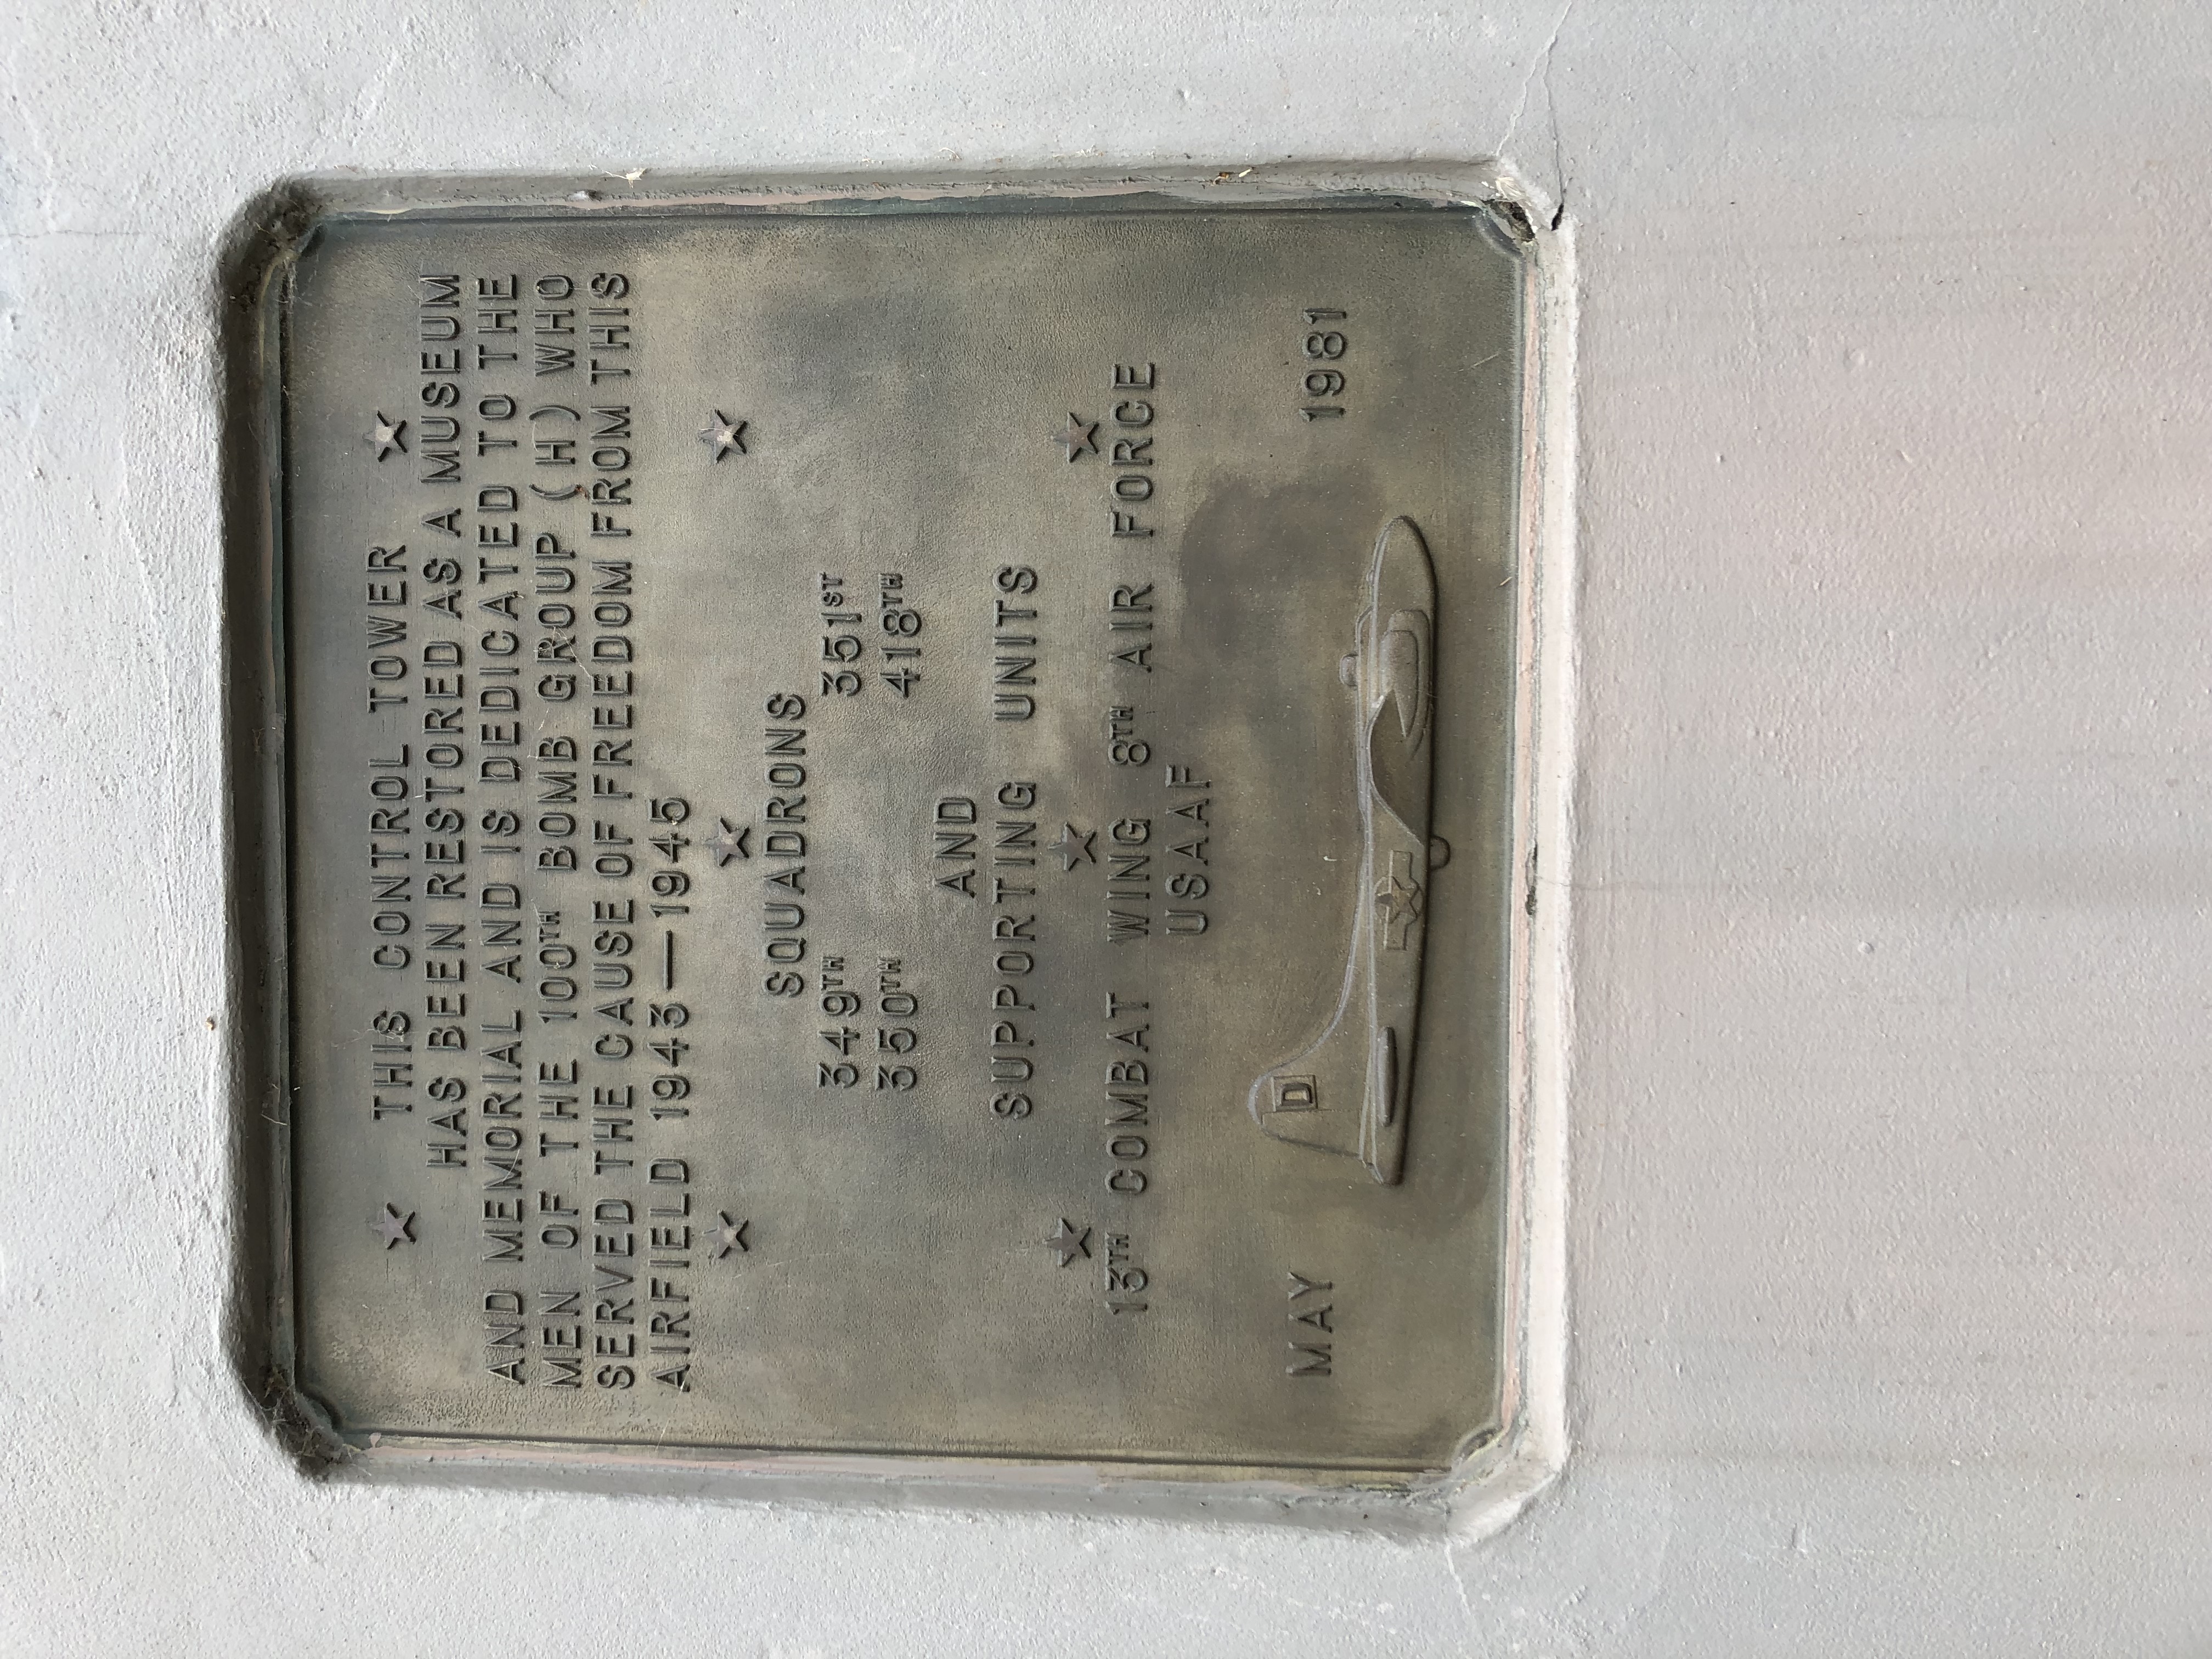 THIS CONTROL TOWER
HAS BEEN RESTORED AS A MUSEUM
AND MEMORIAL AND IS DEDICATED TO THE
MEN OF THE 100TH BOMB GROUP (H) WHO
SERVED THE CAUSE OF FREEDOM FROM THIS
AIRFIELD 1943—1945
SQUADRONS
349TH 351ST
350TH 418TH
AND
SUPPORTING UNITS
13TH COMBAT WING 8TH AIR FORCE
USAAF
D
MAY 1981